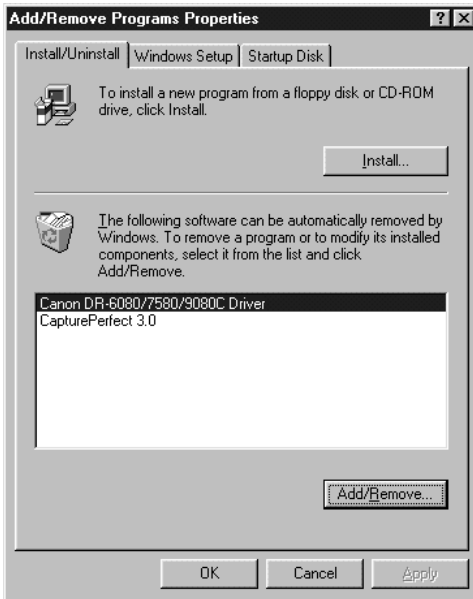 Add/Remove Programs Properties
Install/Uninstall Windows Setup Startup Disk
To install a new program from a floppy disk or CD-ROM
drive, click Install.
Install...
The following software can be automatically removed by
Windows. To remove a program or to modify its installed
components, select it from the list and click
Add/Remove.
Canon DR-6080/7580/9080C Driver
CapturePerfect 3.0
Add/Remove...
OK Cancel Apply